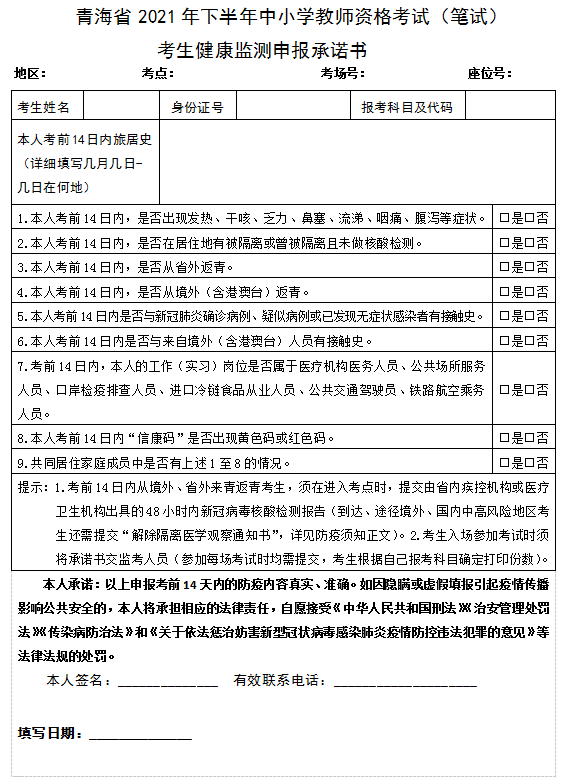 青海省 2021 年下半年中小学教师资格考试（笔试）
考生健康监测申报承诺书
地区： 考点： 考场号： 座位号：
考生姓名 身份证号 报考科目及代码
本人考前14日内旅居史
（详细填写几月几日-
几日在何地）
1.本人考前14日内，是否出现发热、干咳、乏力、鼻塞、流涕、咽痛、腹泻等症状。 □是□否
2.本人考前14日内，是否在居住地有被隔离或曾被隔离且未做核酸检测。 □是□否
3.本人考前14日内，是否从省外返青。 □是□否
4.本人考前14日内，是否从境外（含港澳台）返青。 □是□否
5.本人考前14日内是否与新冠肺炎确诊病例、疑似病例或已发现无症状感染者有接触史。 □是□否
6.本人考前14日内是否与来自境外（含港澳台）人员有接触史。 □是□否
7.考前14日内，本人的工作（实习）岗位是否属于医疗机构医务人员、公共场所服务
人员、口岸检疫排查人员、进口冷链食品从业人员、公共交通驾驶员、铁路航空乘务 □是□否
人员。
8.本人考前14日内“信康码”是否出现黄色码或红色码。 □是□否
9.共同居住家庭成员中是否有上述1至8的情况。 □是□否
提示：1.考前14日内从境外、省外来青返青考生，须在进入考点时，提交由省内疾控机构或医疗
卫生机构出具的48小时内新冠病毒核酸检测报告（到达、途径境外、国内中高风险地区考
生还需提交“解除隔离医学观察通知书”，详见防疫须知正文）。2.考生入场参加考试时须
将承诺书交监考人员（参加每场考试时均需提交，考生根据自己报考科目确定打印份数）。
本人承诺：以上申报考前14天内的防疫内容真实、准确。如因隐瞒或虚假填报引起疫情传播
影响公共安全的，本人将承担相应的法律责任，自愿接受《中华人民共和国刑法》《治安管理处罚
法》《传染病防治法》和《关于依法惩治妨害新型冠状病毒感染肺炎疫情防控违法犯罪的意见》等
法律法规的处罚。
本人签名：______________ 有效联系电话：____________________
填写日期：______________